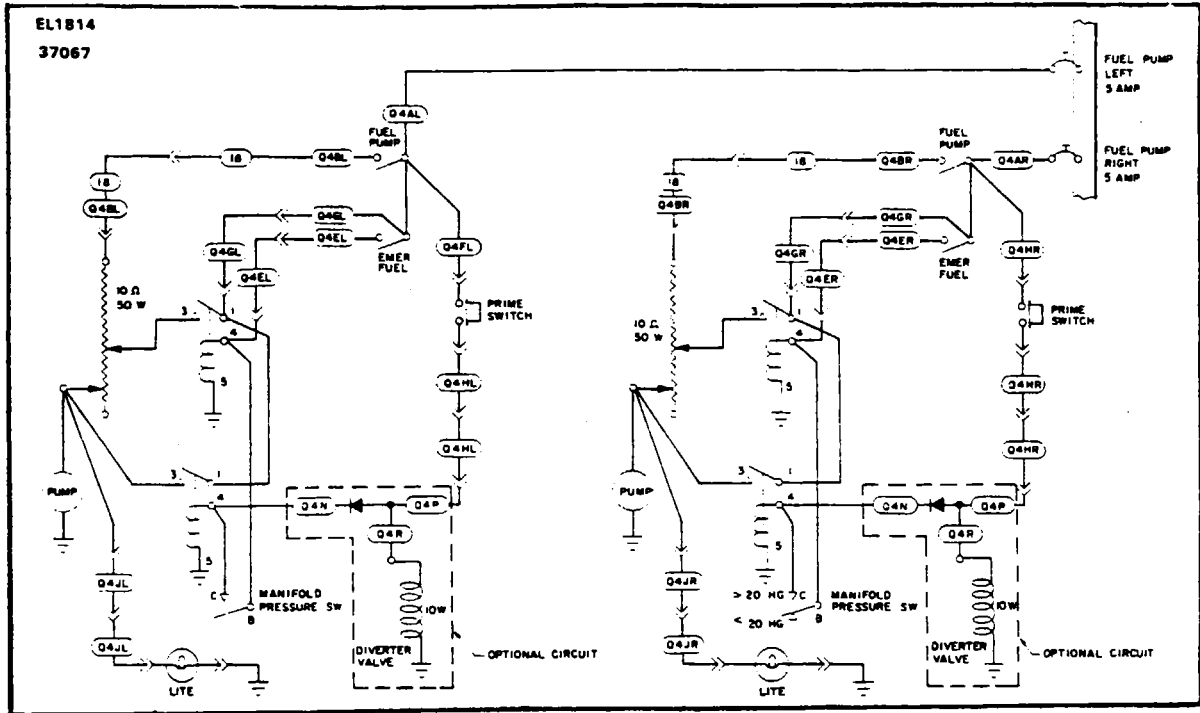 EL1814
37067
FUEL PUMP
LEFT
5 AMP
Q4AL
FUEL
PUMP
18
Q4BL
18
Q4BL
Q4GL
Q4EL
Q4GL
Q4EL
EMER
FUEL
Q4FL
10 Ω
50 W
3
1
4
5
PRIME
SWITCH
Q4HL
Q4HL
3
1
4
5
PUMP
Q4N
Q4P
Q4R
10W
C
B
MANIFOLD
PRESSURE SW
DIVERTER
VALVE
OPTIONAL CIRCUIT
Q4JL
Q4JL
LITE
FUEL PUMP
RIGHT
5 AMP
FUEL
PUMP
Q4AR
18
Q4BR
18
Q4BR
Q4GR
Q4ER
Q4GR
Q4ER
EMER
FUEL
Q4HR
10 Ω
50 W
3
1
4
5
PRIME
SWITCH
Q4HR
Q4HR
3
1
4
5
PUMP
Q4N
Q4P
Q4R
10W
> 20 HG
C
< 20 HG
B
MANIFOLD
PRESSURE SW
DIVERTER
VALVE
OPTIONAL CIRCUIT
Q4JR
Q4JR
LITE